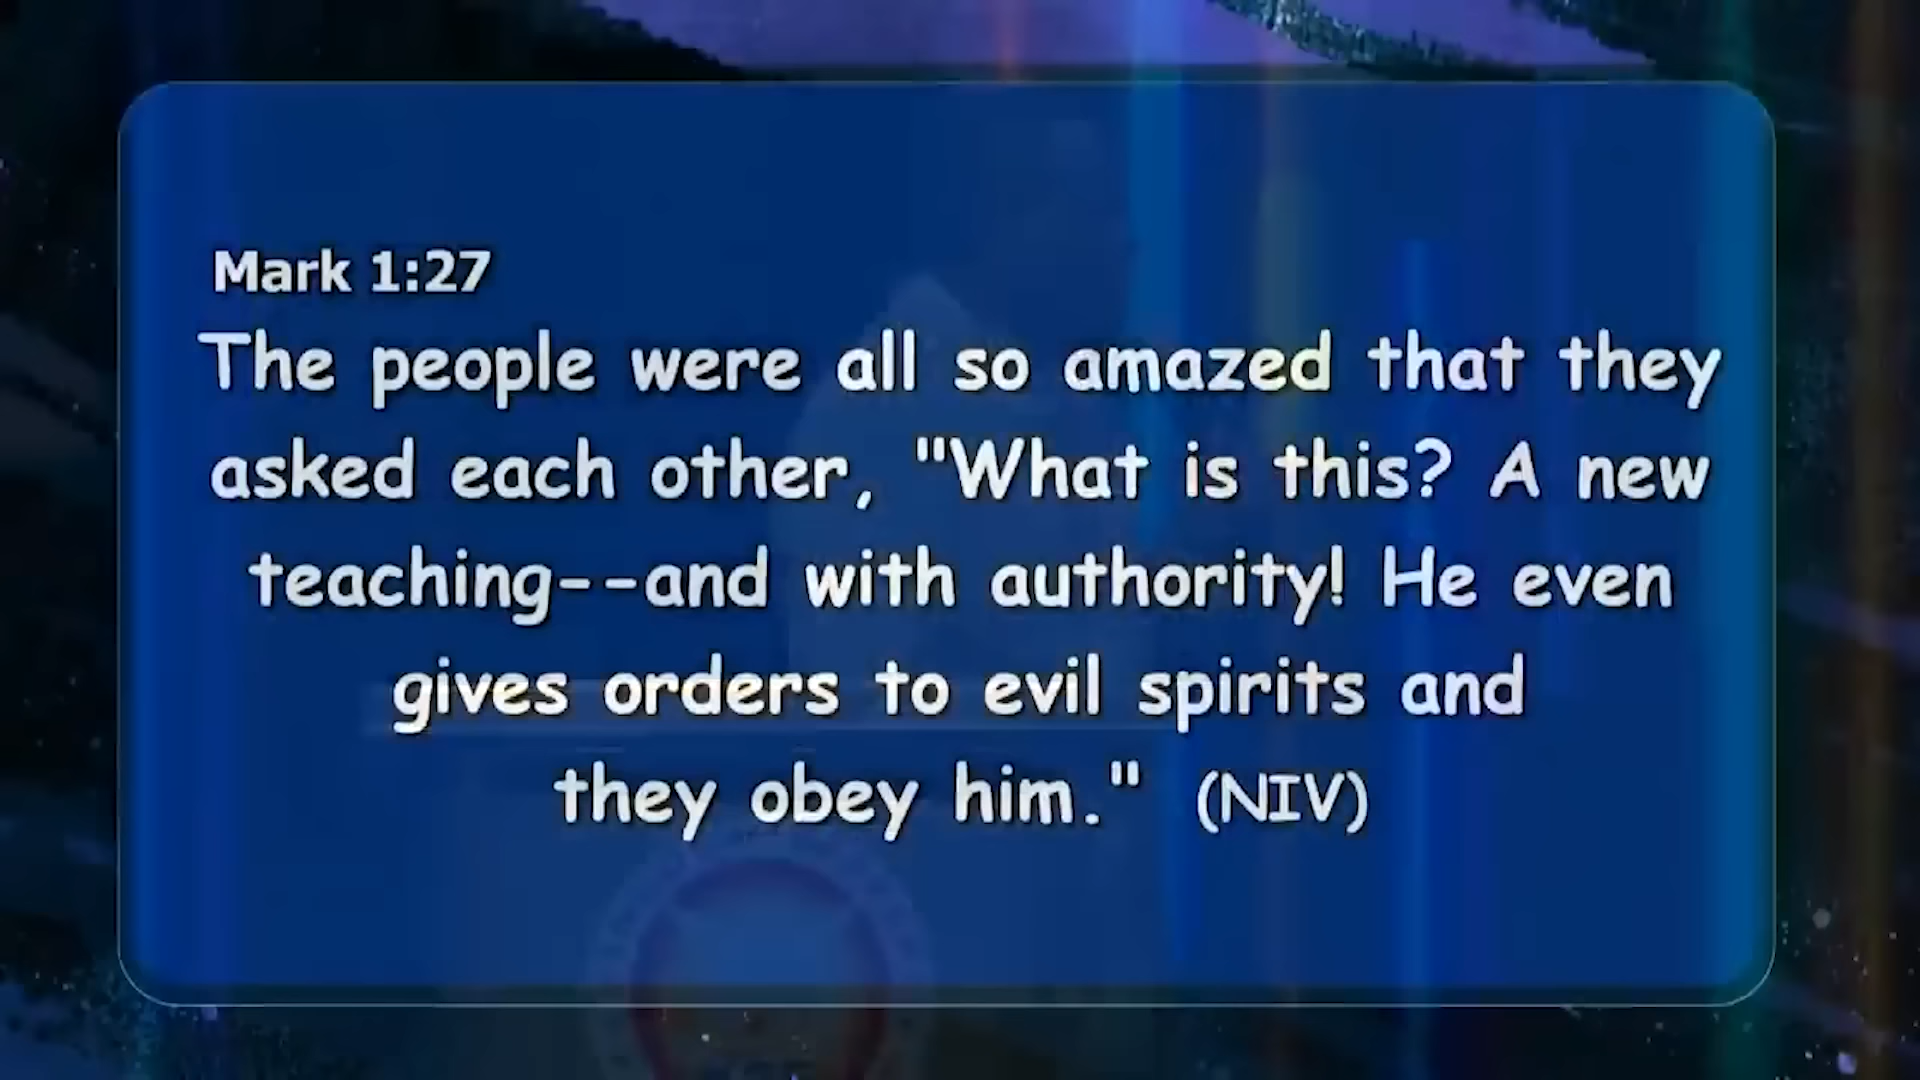 Mark 1:27
The people were all so amazed that they
asked each other, "What is this? A new
teaching--and with authority! He even
gives orders to evil spirits and
they obey him." (NIV)